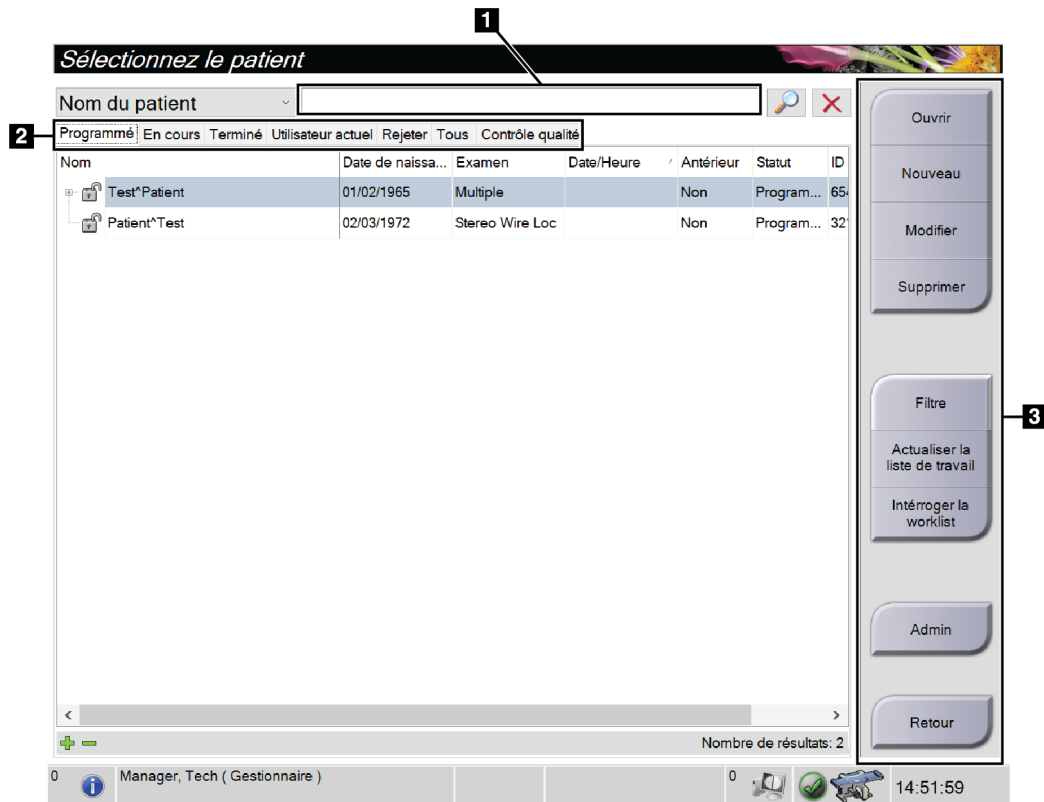 1
Sélectionnez le patient
Nom du patient
2
Programmé En cours Terminé Utilisateur actuel Rejeter Tous Contrôle qualité
Nom Date de naissa... Examen Date/Heure Antérieur Statut ID
Test^Patient 01/02/1965 Multiple Non Program... 654
Patient^Test 02/03/1972 Stereo Wire Loc Non Program... 321
Ouvrir
Nouveau
Modifier
Supprimer
3
Filtre
Actualiser la
liste de travail
Intérroger la
worklist
Admin
Retour
Nombre de résultats: 2
0 Manager, Tech ( Gestionnaire ) 0 14:51:59